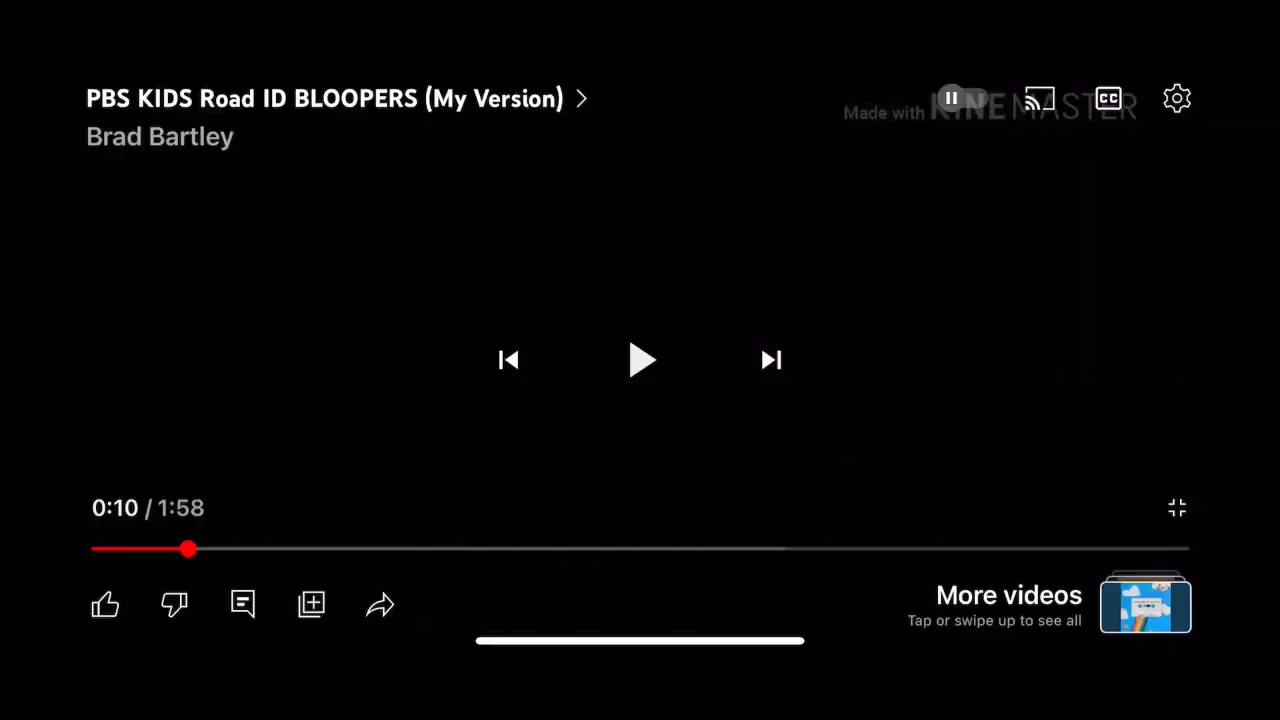 PBS KIDS Road ID BLOOPERS (My Version)
Brad Bartley
Made with KINEMASTER
CC
0:10 / 1:58
More videos
Tap or swipe up to see all